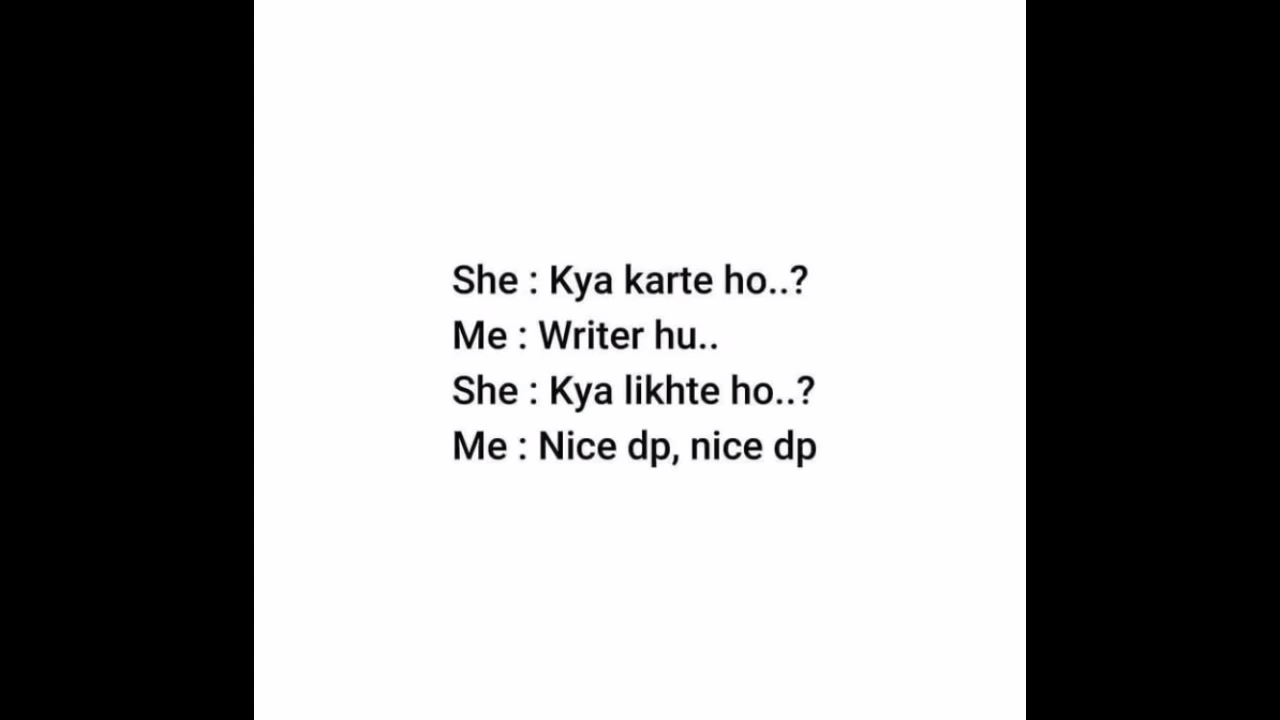 She : Kya karte ho..?
Me : Writer hu..
She : Kya likhte ho..?
Me : Nice dp, nice dp